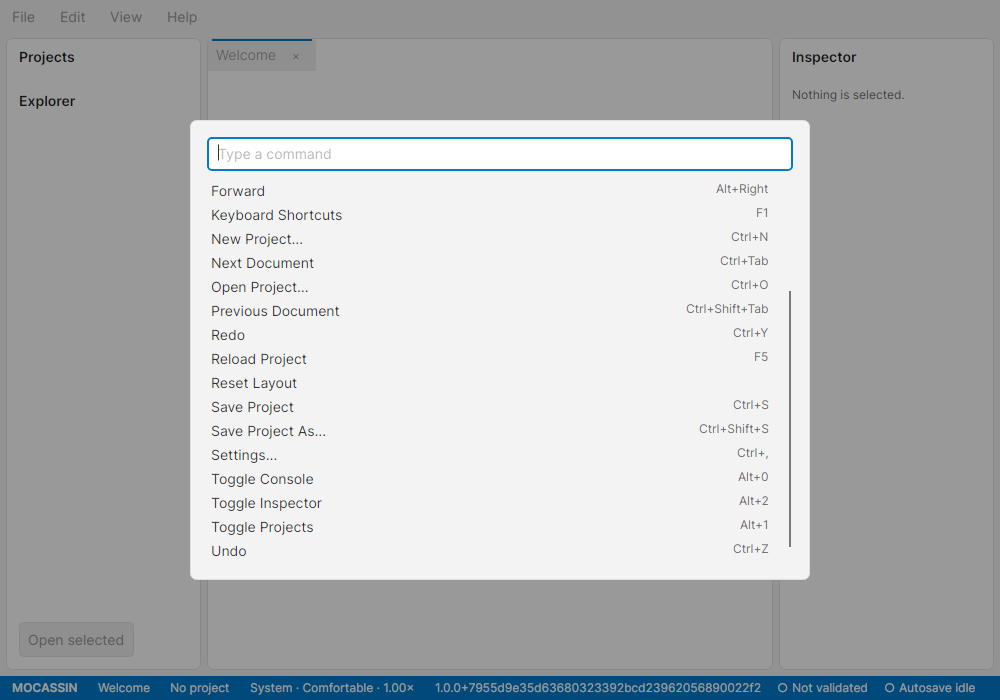 File Edit View Help
Projects
Explorer
Welcome ×
Inspector
Nothing is selected.
Type a command
Forward Alt+Right
Keyboard Shortcuts F1
New Project... Ctrl+N
Next Document Ctrl+Tab
Open Project... Ctrl+O
Previous Document Ctrl+Shift+Tab
Redo Ctrl+Y
Reload Project F5
Reset Layout
Save Project Ctrl+S
Save Project As... Ctrl+Shift+S
Settings... Ctrl+,
Toggle Console Alt+0
Toggle Inspector Alt+2
Toggle Projects Alt+1
Undo Ctrl+Z
Open selected
MOCASSIN Welcome No project System · Comfortable · 1.00× 1.0.0+7955d9e35d63680323392bcd23962056890022f2 Not validated Autosave idle